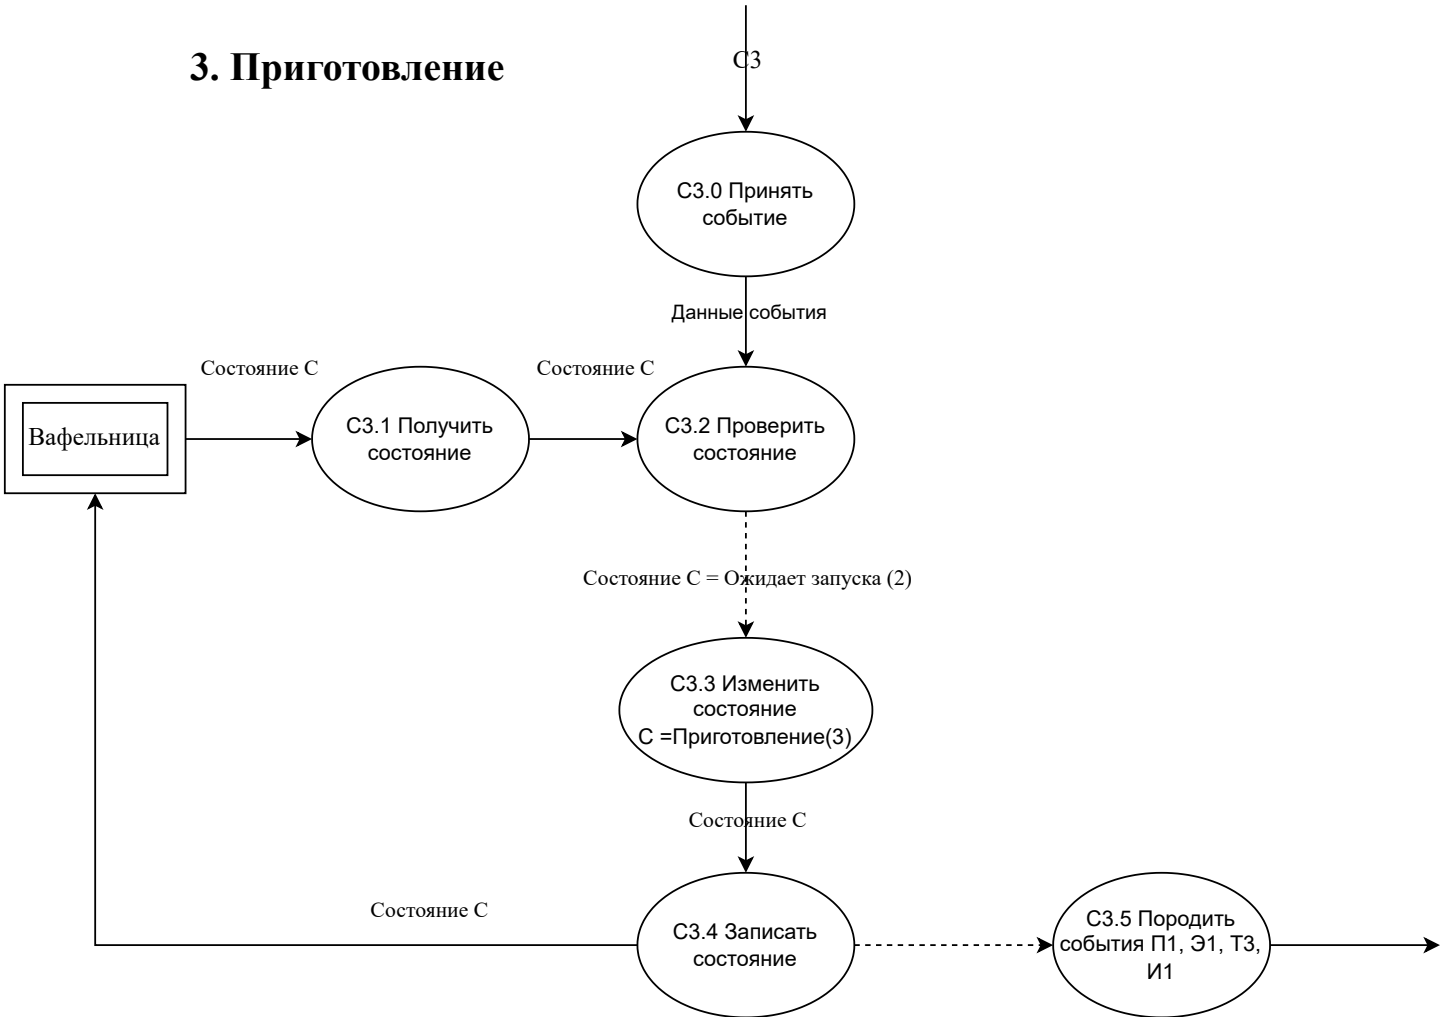 3. Приготовление
С3
С3.0 Принять
событие
Данные события
Состояние С
Состояние С
Вафельница
С3.1 Получить
состояние
С3.2 Проверить
состояние
Состояние С = Ожидает запуска (2)
С3.3 Изменить
состояние
С =Приготовление(3)
Состояние С
Состояние С
С3.4 Записать
состояние
С3.5 Породить
события П1, Э1, Т3,
И1